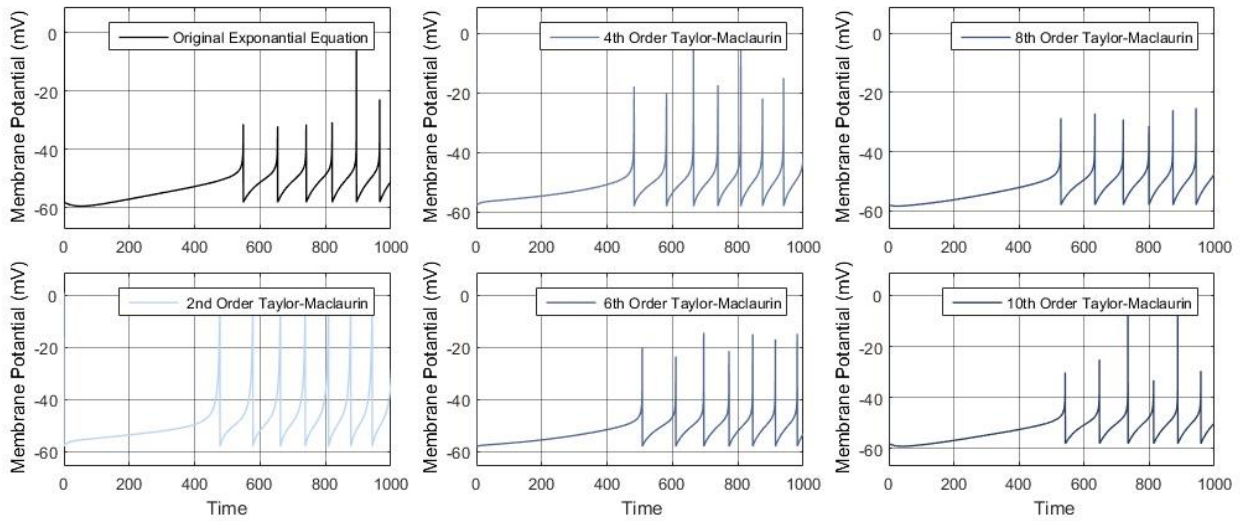 Membrane Potential (mV)
0
-20
-40
-60
Original Exponantial Equation
0 200 400 600 800 1000
Membrane Potential (mV)
0
-20
-40
-60
4th Order Taylor-Maclaurin
0 200 400 600 800 1000
Membrane Potential (mV)
0
-20
-40
-60
8th Order Taylor-Maclaurin
0 200 400 600 800 1000
Membrane Potential (mV)
0
-20
-40
-60
2nd Order Taylor-Maclaurin
0 200 400 600 800 1000
Time
Membrane Potential (mV)
0
-20
-40
-60
6th Order Taylor-Maclaurin
0 200 400 600 800 1000
Time
Membrane Potential (mV)
0
-20
-40
-60
10th Order Taylor-Maclaurin
0 200 400 600 800 1000
Time